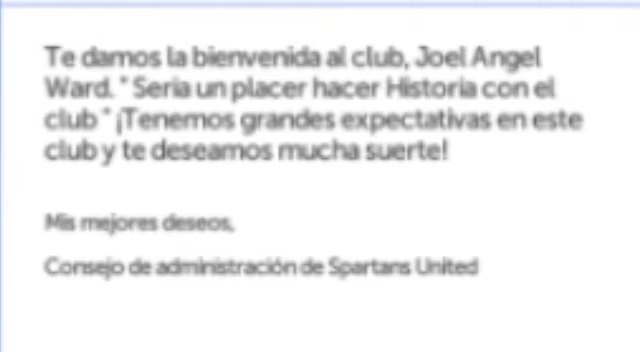 Te damos la bienvenida al club, Joel Angel
Ward. " Seria un placer hacer Historia con el
club " ¡Tenemos grandes expectativas en este
club y te deseamos mucha suerte!
Mis mejores deseos,
Consejo de administración de Spartans United